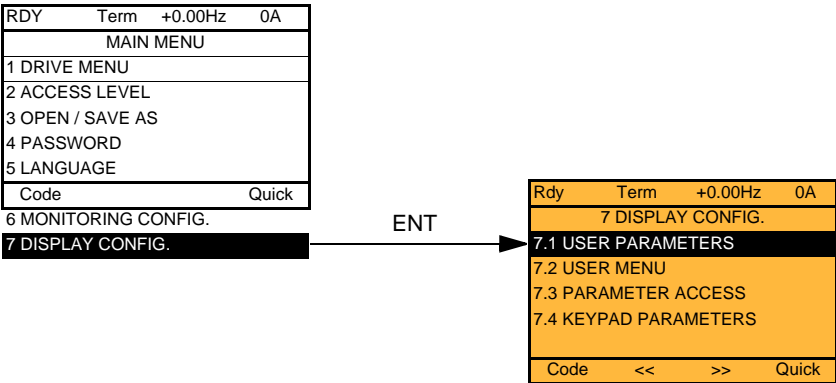 RDY Term +0.00Hz 0A
MAIN MENU
1 DRIVE MENU
2 ACCESS LEVEL
3 OPEN / SAVE AS
4 PASSWORD
5 LANGUAGE
Code Quick
6 MONITORING CONFIG.
7 DISPLAY CONFIG.
ENT
Rdy Term +0.00Hz 0A
7 DISPLAY CONFIG.
7.1 USER PARAMETERS
7.2 USER MENU
7.3 PARAMETER ACCESS
7.4 KEYPAD PARAMETERS
Code << >> Quick